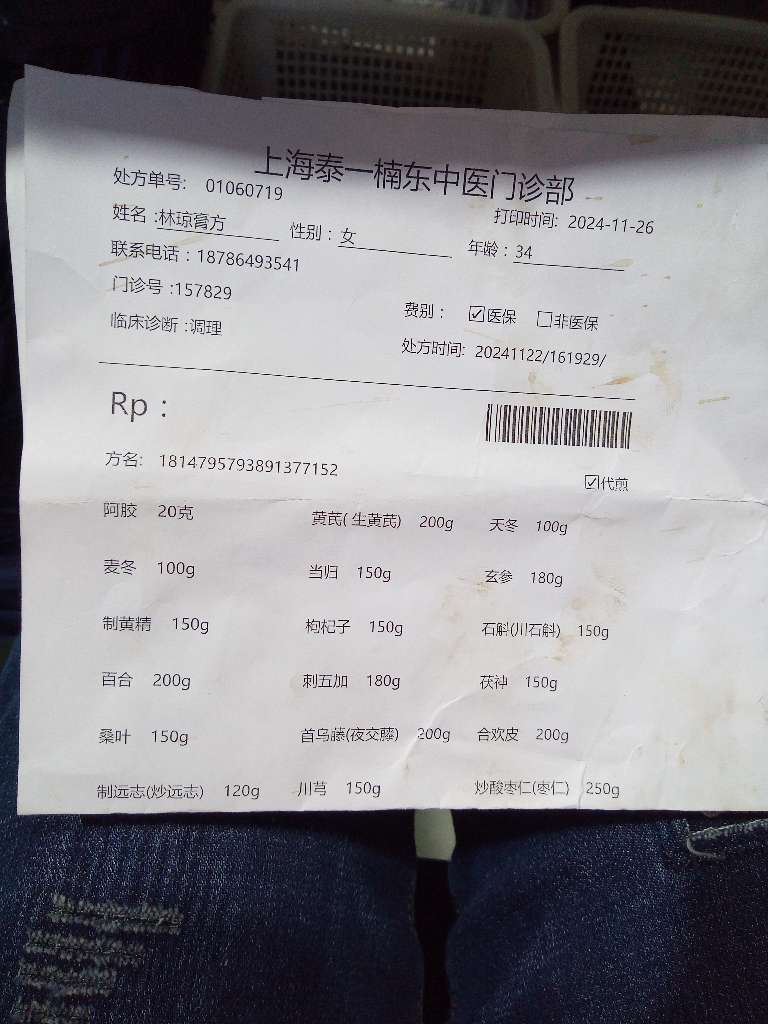 上海泰一楠东中医门诊部
处方单号: 01060719
打印时间: 2024-11-26
姓名:林琼膏方 性别:女 年龄:34
联系电话:18786493541
门诊号:157829 费别: ☑医保 ☐非医保
临床诊断:调理 处方时间: 20241122/161929/
Rp:
方名: 1814795793891377152 ☑代煎
阿胶 20克 黄芪(生黄芪) 200g 天冬 100g
麦冬 100g 当归 150g 玄参 180g
制黄精 150g 枸杞子 150g 石斛(川石斛) 150g
百合 200g 刺五加 180g 茯神 150g
桑叶 150g 首乌藤(夜交藤) 200g 合欢皮 200g
制远志(炒远志) 120g 川芎 150g 炒酸枣仁(枣仁) 250g